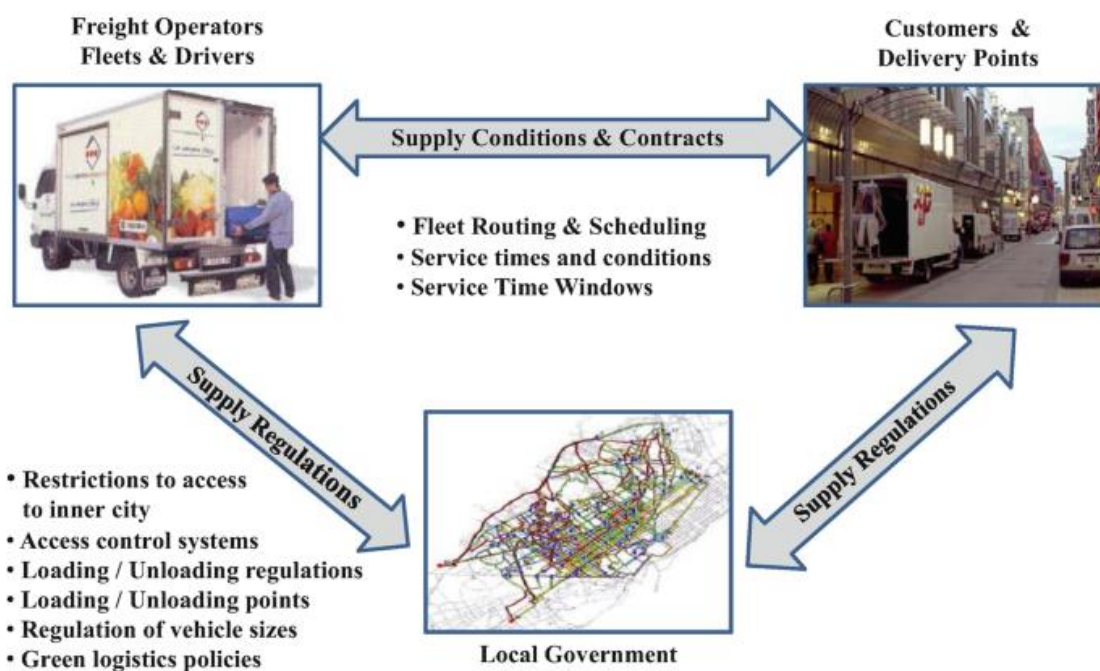 Freight Operators
Fleets & Drivers
Customers &
Delivery Points
Supply Conditions & Contracts
• Fleet Routing & Scheduling
• Service times and conditions
• Service Time Windows
Supply Regulations
Supply Regulations
• Restrictions to access
to inner city
• Access control systems
• Loading / Unloading regulations
• Loading / Unloading points
• Regulation of vehicle sizes
• Green logistics policies
Local Government